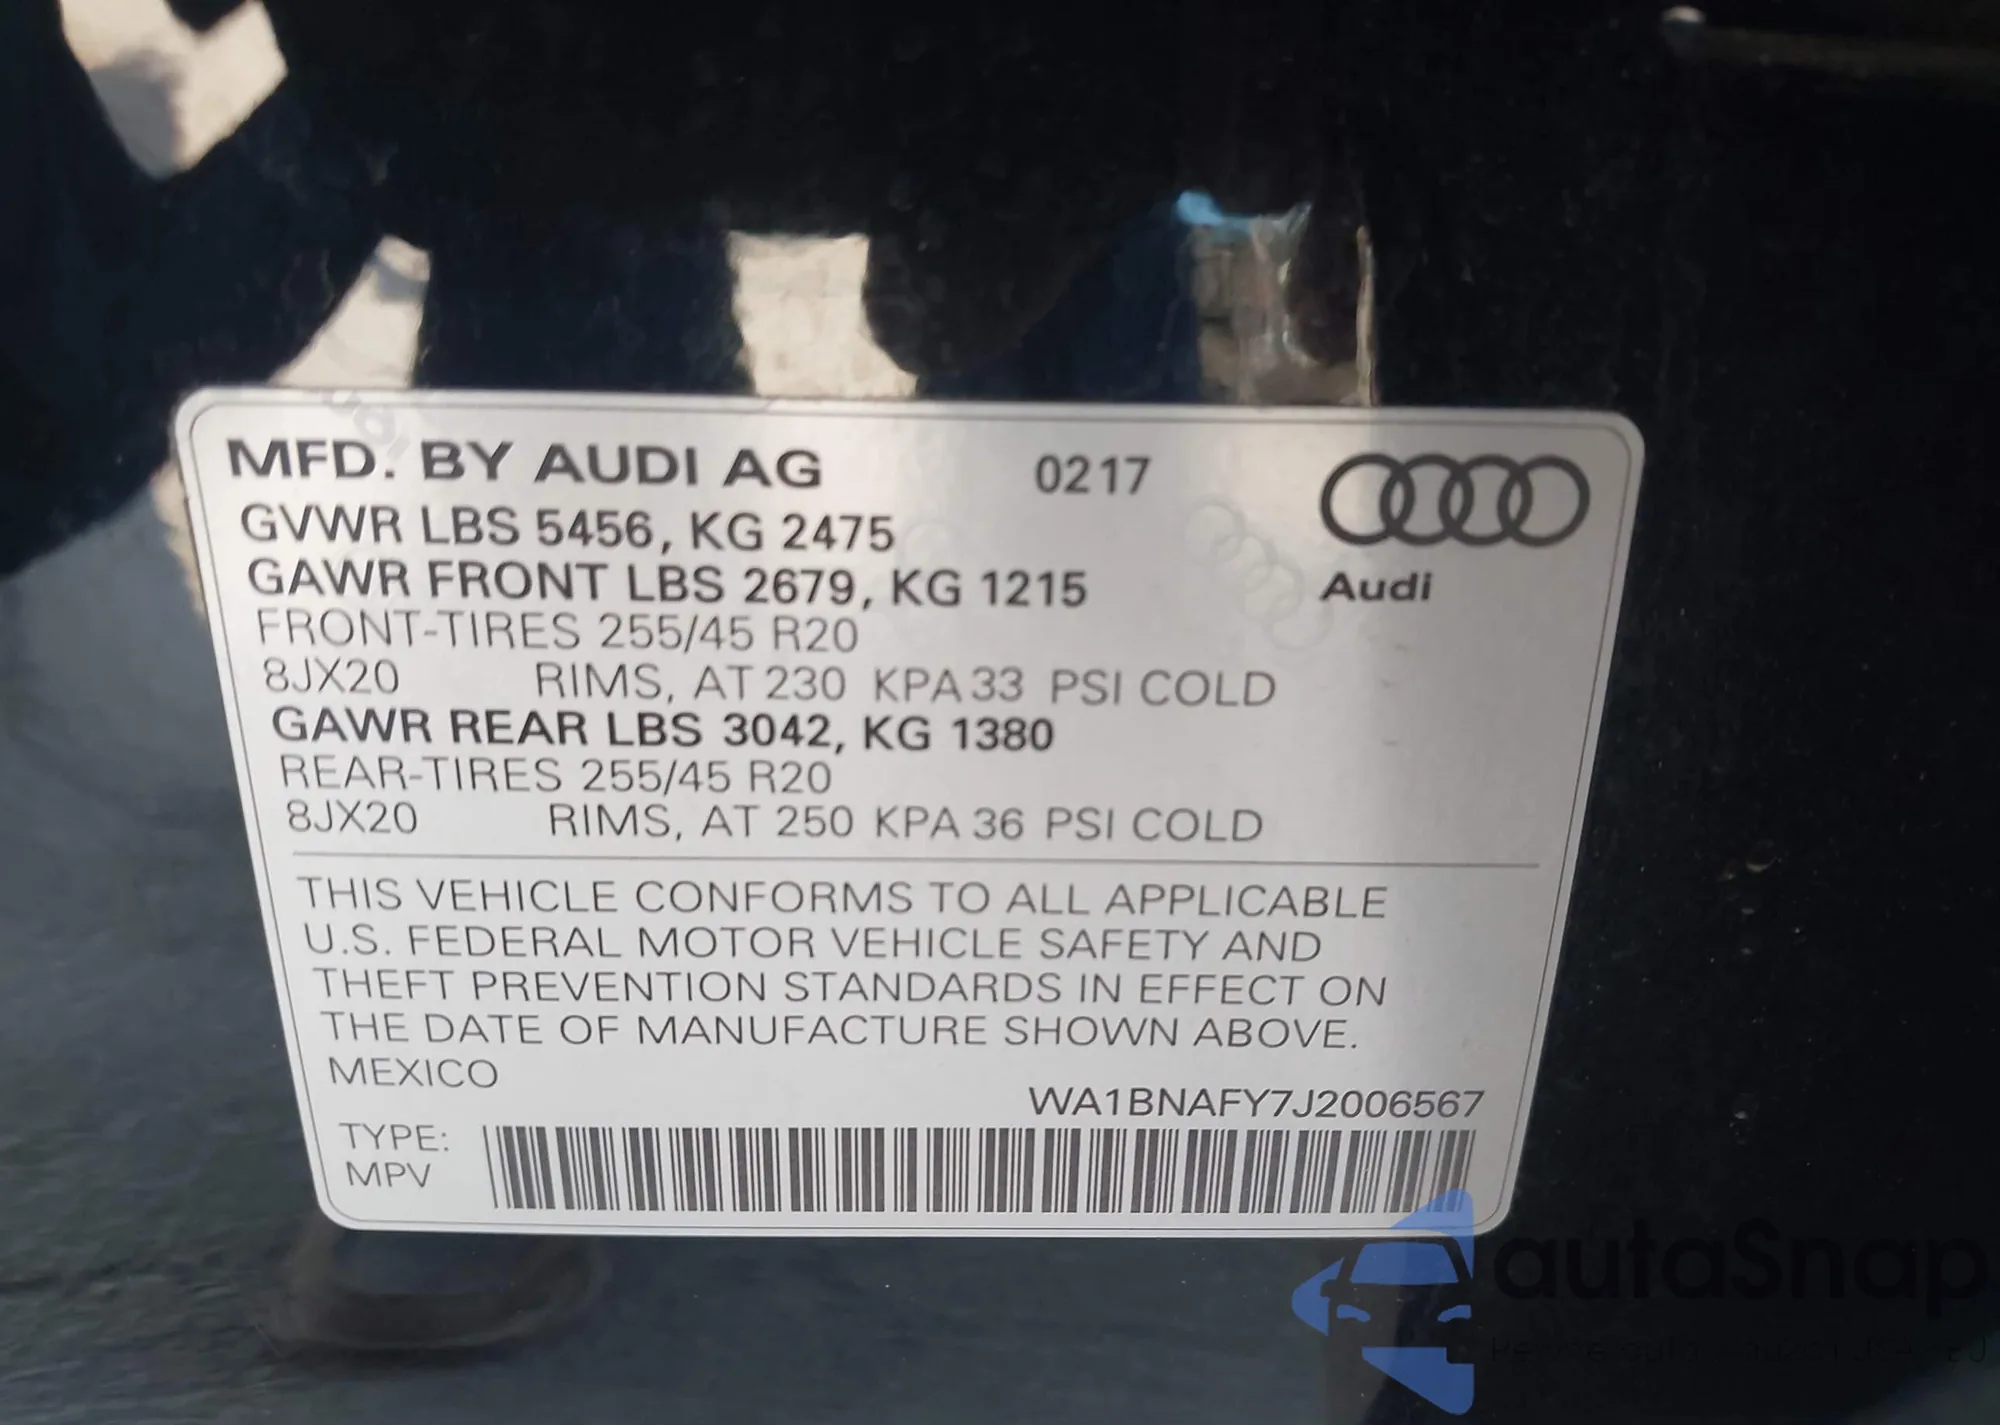 MFD. BY AUDI AG 0217
GVWR LBS 5456, KG 2475
GAWR FRONT LBS 2679, KG 1215
FRONT-TIRES 255/45 R20
8JX20 RIMS, AT 230 KPA 33 PSI COLD
GAWR REAR LBS 3042, KG 1380
REAR-TIRES 255/45 R20
8JX20 RIMS, AT 250 KPA 36 PSI COLD
Audi
THIS VEHICLE CONFORMS TO ALL APPLICABLE
U.S. FEDERAL MOTOR VEHICLE SAFETY AND
THEFT PREVENTION STANDARDS IN EFFECT ON
THE DATE OF MANUFACTURE SHOWN ABOVE.
MEXICO
WA1BNAFY7J2006567
TYPE:
MPV
autaSnap